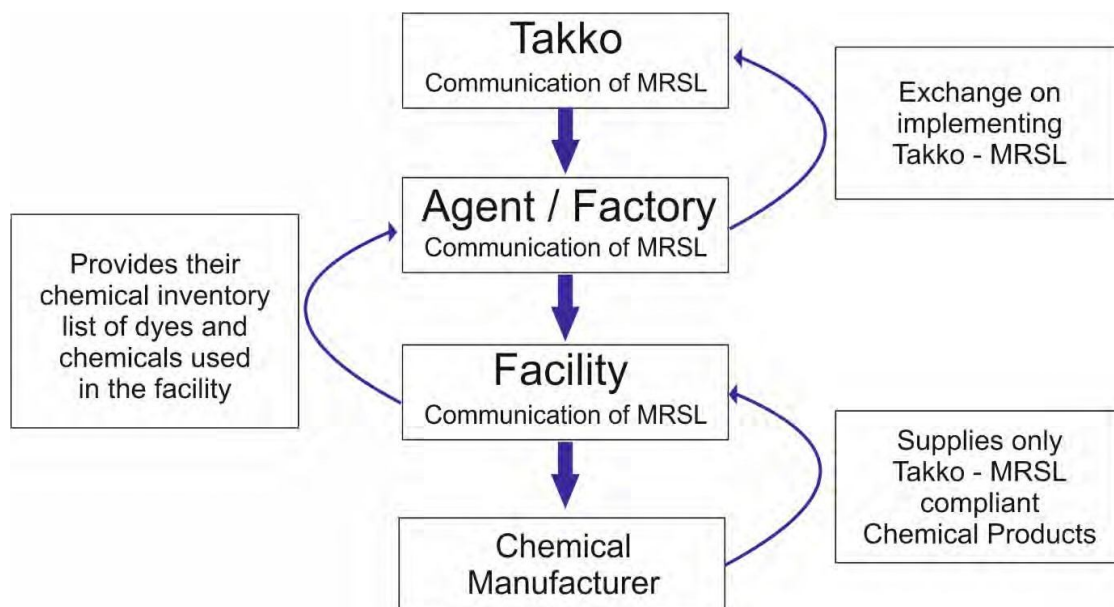 Takko
Communication of MRSL
Exchange on
implementing
Takko - MRSL
Agent / Factory
Communication of MRSL
Provides their
chemical inventory
list of dyes and
chemicals used
in the facility
Facility
Communication of MRSL
Supplies only
Takko - MRSL
compliant
Chemical Products
Chemical
Manufacturer